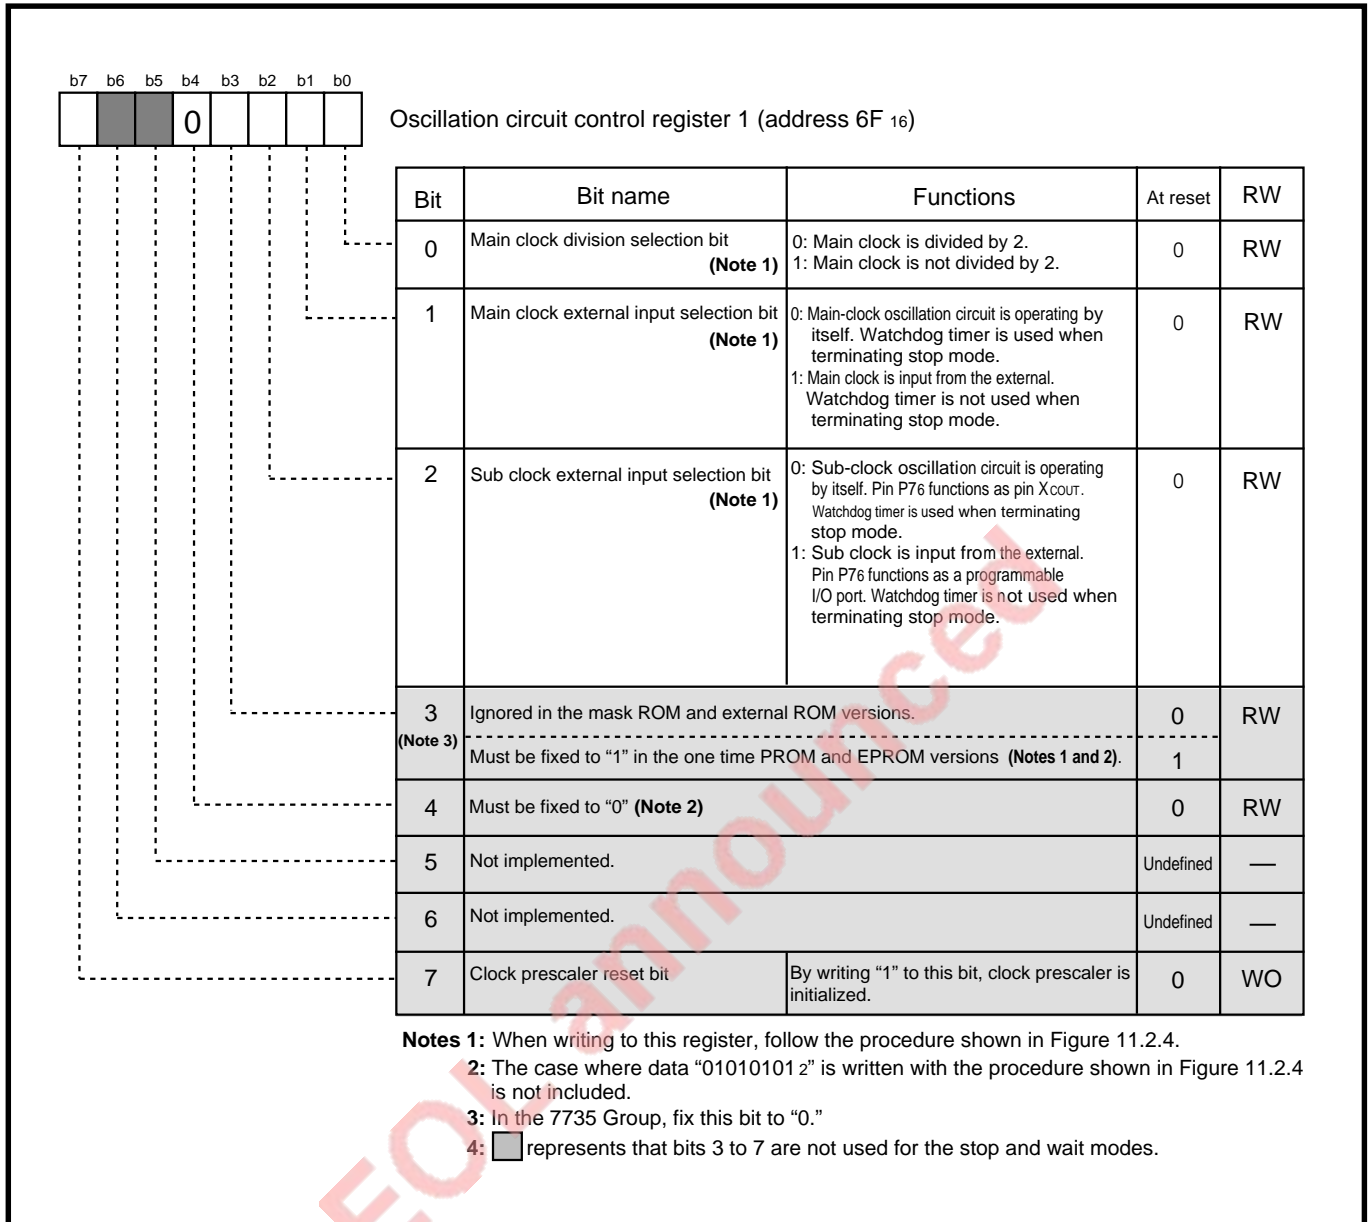 b7 b6 b5 b4 b3 b2 b1 b0
0
Oscillation circuit control register 1 (address 6F 16)
Bit Bit name Functions At reset RW
0 Main clock division selection bit 0: Main clock is divided by 2. 0 RW
(Note 1) 1: Main clock is not divided by 2.
1 Main clock external input selection bit 0: Main-clock oscillation circuit is operating by 0 RW
(Note 1) itself. Watchdog timer is used when
terminating stop mode.
1: Main clock is input from the external.
Watchdog timer is not used when
terminating stop mode.
2 Sub clock external input selection bit 0: Sub-clock oscillation circuit is operating 0 RW
(Note 1) by itself. Pin P76 functions as pin XCOUT.
Watchdog timer is used when terminating
stop mode.
1: Sub clock is input from the external.
Pin P76 functions as a programmable
I/O port. Watchdog timer is not used when
terminating stop mode.
3 Ignored in the mask ROM and external ROM versions. 0 RW
(Note 3)
Must be fixed to “1” in the one time PROM and EPROM versions (Notes 1 and 2). 1
4 Must be fixed to “0” (Note 2) 0 RW
5 Not implemented. Undefined —
6 Not implemented. Undefined —
7 Clock prescaler reset bit By writing “1” to this bit, clock prescaler is 0 WO
initialized.
Notes 1: When writing to this register, follow the procedure shown in Figure 11.2.4.
2: The case where data “01010101 2” is written with the procedure shown in Figure 11.2.4
is not included.
3: In the 7735 Group, fix this bit to “0.”
4: represents that bits 3 to 7 are not used for the stop and wait modes.
EOL announced